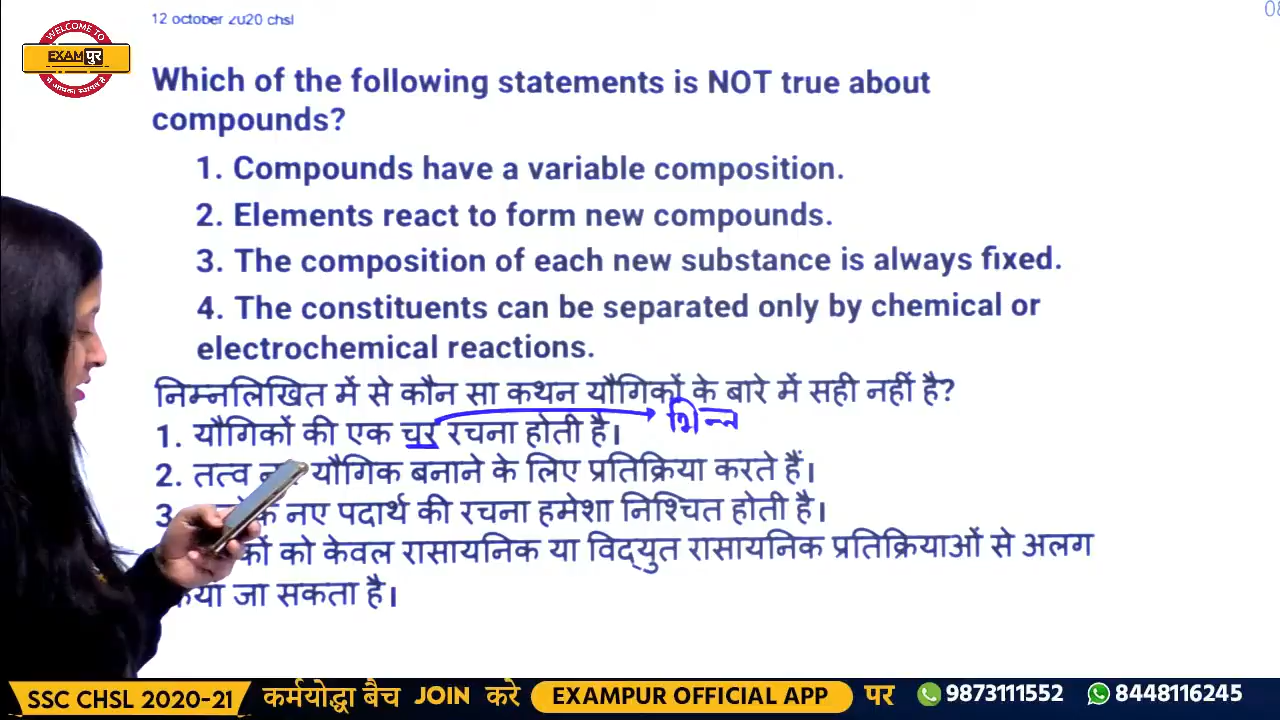 12 october 2020 chsl
08
WELCOME TO
EXAMपुर
Which of the following statements is NOT true about
compounds?
1. Compounds have a variable composition.
2. Elements react to form new compounds.
3. The composition of each new substance is always fixed.
4. The constituents can be separated only by chemical or
electrochemical reactions.
निम्नलिखित में से कौन सा कथन यौगिकों के बारे में सही नहीं है?
भिन्न
1. यौगिकों की एक चर रचना होती है।
2. तत्व यौगिक बनाने के लिए प्रतिक्रिया करते हैं।
3 नए पदार्थ की रचना हमेशा निश्चित होती है।
को केवल रासायनिक या विद्युत रासायनिक प्रतिक्रियाओं से अलग
जा सकता है।
SSC CHSL 2020-21 कर्मयोद्धा बैच JOIN करे EXAMPUR OFFICIAL APP पर 9873111552 8448116245